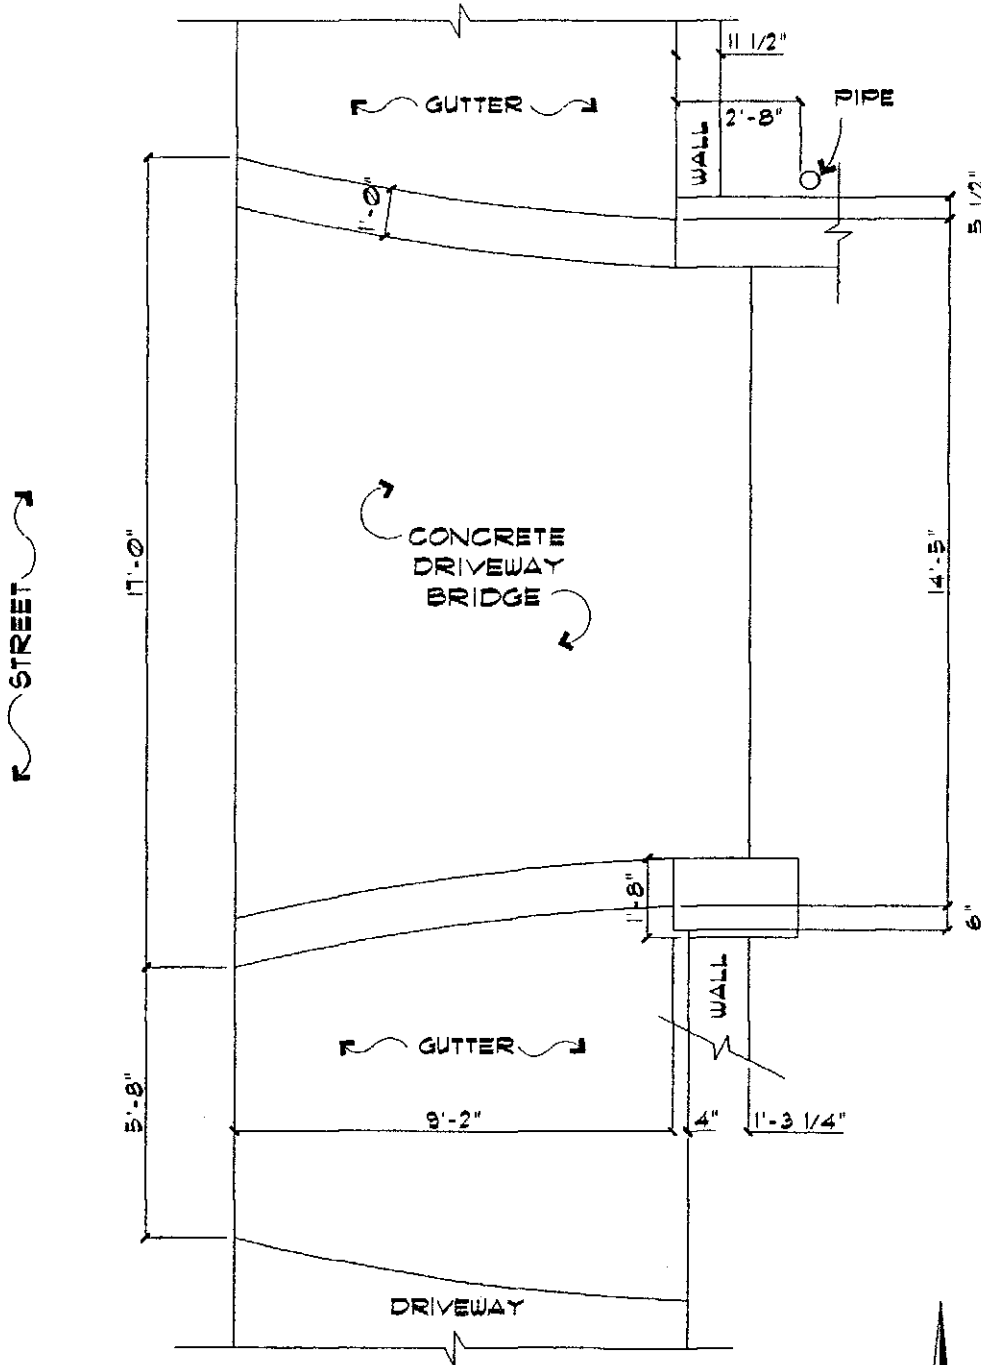 11 1/2"
GUTTER
PIPE
2'-8"
WALL
1'-0"
5 1/2"
17'-0"
STREET
CONCRETE
DRIVEWAY
BRIDGE
14'-5"
1'-8"
6"
WALL
GUTTER
5'-8"
9'-2"
4"
1'-3 1/4"
DRIVEWAY